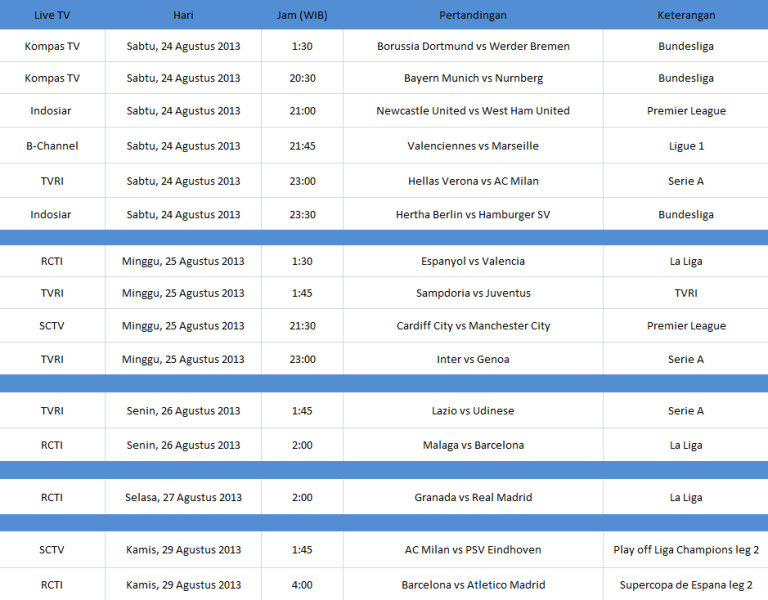 Live TV Hari Jam (WIB) Pertandingan Keterangan
Kompas TV Sabtu, 24 Agustus 2013 1:30 Borussia Dortmund vs Werder Bremen Bundesliga
Kompas TV Sabtu, 24 Agustus 2013 20:30 Bayern Munich vs Nurnberg Bundesliga
Indosiar Sabtu, 24 Agustus 2013 21:00 Newcastle United vs West Ham United Premier League
B-Channel Sabtu, 24 Agustus 2013 21:45 Valenciennes vs Marseille Ligue 1
TVRI Sabtu, 24 Agustus 2013 23:00 Hellas Verona vs AC Milan Serie A
Indosiar Sabtu, 24 Agustus 2013 23:30 Hertha Berlin vs Hamburger SV Bundesliga
RCTI Minggu, 25 Agustus 2013 1:30 Espanyol vs Valencia La Liga
TVRI Minggu, 25 Agustus 2013 1:45 Sampdoria vs Juventus TVRI
SCTV Minggu, 25 Agustus 2013 21:30 Cardiff City vs Manchester City Premier League
TVRI Minggu, 25 Agustus 2013 23:00 Inter vs Genoa Serie A
TVRI Senin, 26 Agustus 2013 1:45 Lazio vs Udinese Serie A
RCTI Senin, 26 Agustus 2013 2:00 Malaga vs Barcelona La Liga
RCTI Selasa, 27 Agustus 2013 2:00 Granada vs Real Madrid La Liga
SCTV Kamis, 29 Agustus 2013 1:45 AC Milan vs PSV Eindhoven Play off Liga Champions leg 2
RCTI Kamis, 29 Agustus 2013 4:00 Barcelona vs Atletico Madrid Supercopa de Espana leg 2